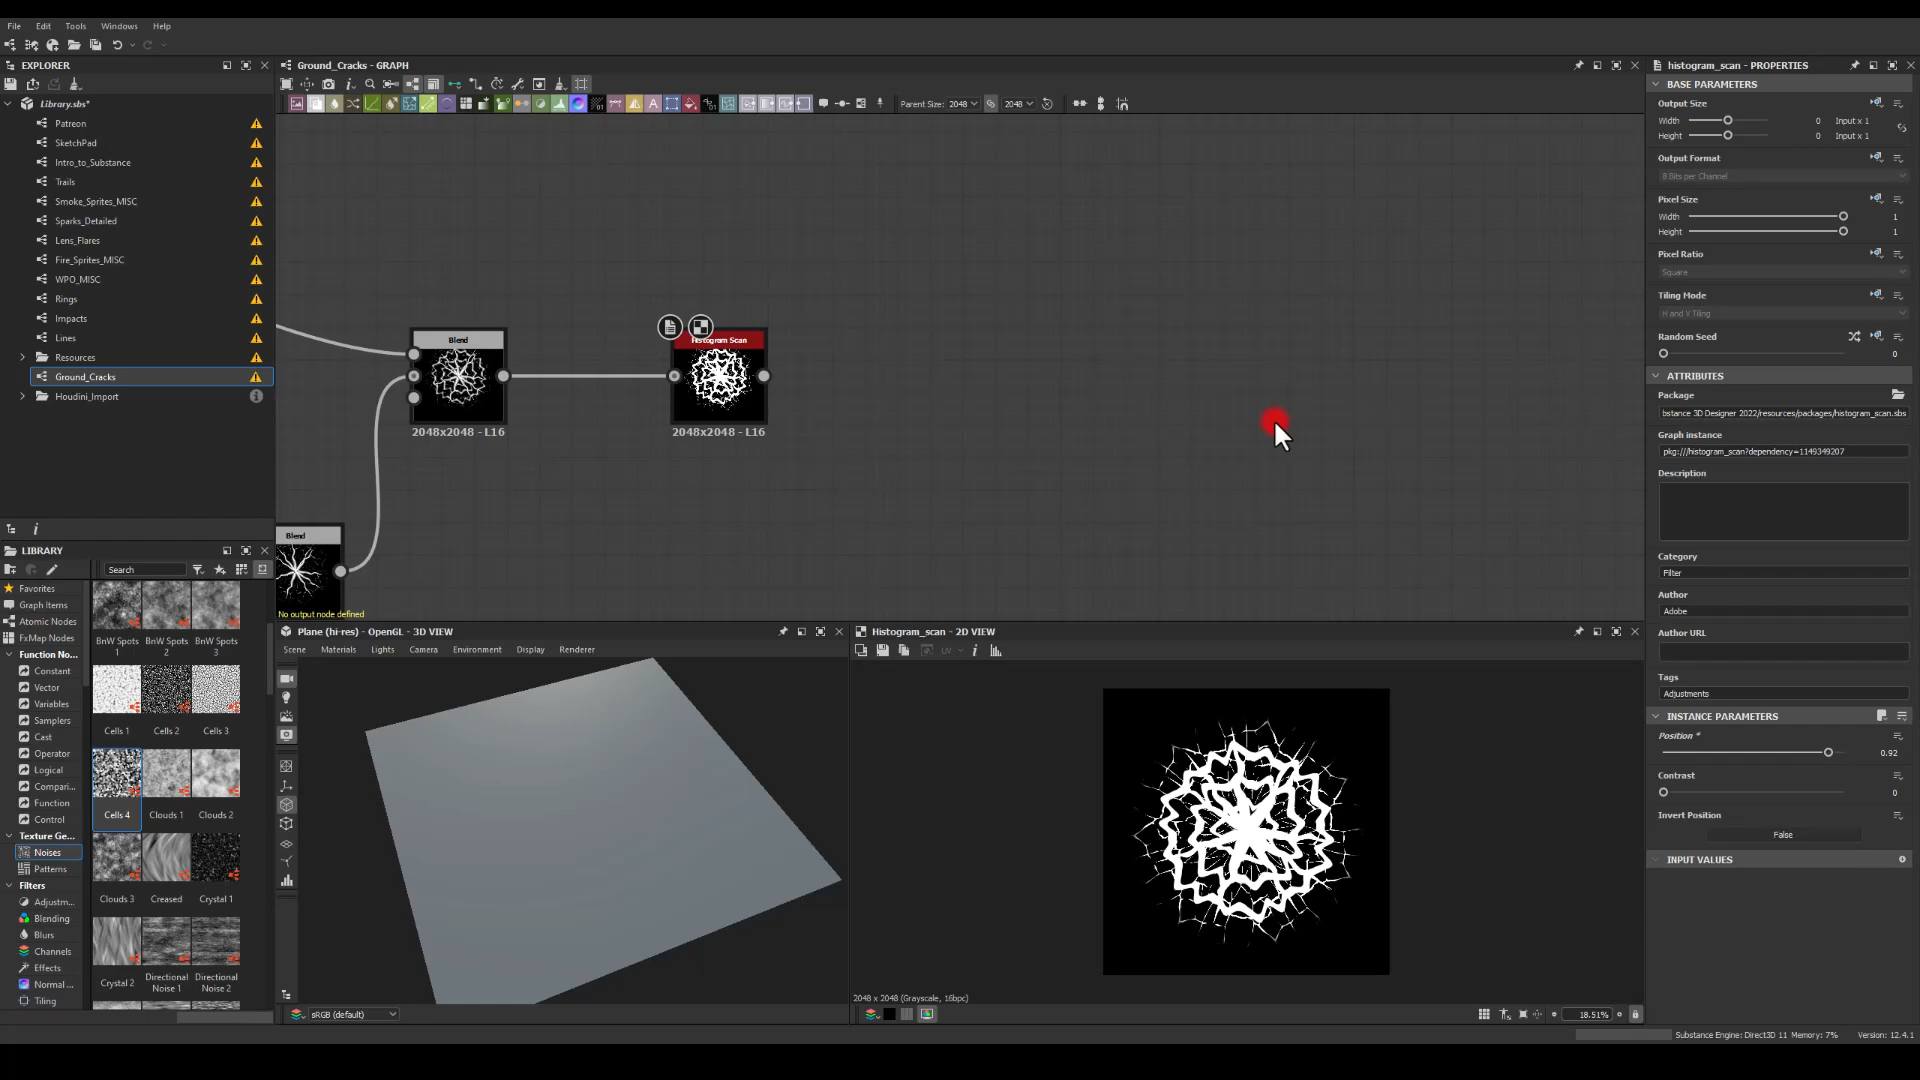 File Edit Tools Windows Help
EXPLORER
Library.sbs*
Patreon
SketchPad
Intro_to_Substance
Trails
Smoke_Sprites_MISC
Sparks_Detailed
Lens_Flares
Fire_Sprites_MISC
WPO_MISC
Rings
Impacts
Lines
Resources
Ground_Cracks
Houdini_Import
LIBRARY
Search
Favorites
Graph Items
Atomic Nodes
FxMap Nodes
Function No...
Constant
Vector
Variables
Samplers
Cast
Operator
Logical
Compari...
Function
Control
Texture Ge...
Noises
Patterns
Filters
Adjustm...
Blending
Blurs
Channels
Effects
Normal ...
Tiling
BnW Spots 1
BnW Spots 2
BnW Spots 3
Cells 1
Cells 2
Cells 3
Cells 4
Clouds 1
Clouds 2
Clouds 3
Creased
Crystal 1
Crystal 2
Directional Noise 1
Directional Noise 2
Ground_Cracks - GRAPH
Parent Size: 2048 2048
Blend
2048x2048 - L16
Histogram Scan
2048x2048 - L16
Blend
No output node defined
Plane (hi-res) - OpenGL - 3D VIEW
Scene Materials Lights Camera Environment Display Renderer
sRGB (default)
Histogram_scan - 2D VIEW
UV
2048 x 2048 (Grayscale, 16bpc)
18.51%
histogram_scan - PROPERTIES
BASE PARAMETERS
Output Size
Width 0 Input x 1
Height 0 Input x 1
Output Format
8 Bits per Channel
Pixel Size
Width 1
Height 1
Pixel Ratio
Square
Tiling Mode
H and V Tiling
Random Seed
0
ATTRIBUTES
Package
bstance 3D Designer 2022/resources/packages/histogram_scan.sbs
Graph instance
pkg:///histogram_scan?dependency=1149349207
Description
Category
Filter
Author
Adobe
Author URL
Tags
Adjustments
INSTANCE PARAMETERS
Position *
0.92
Contrast
0
Invert Position
False
INPUT VALUES
Substance Engine: Direct3D 11 Memory: 7% Version: 12.4.1